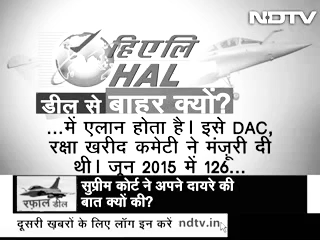 NDTV
हिएलि
HAL
डील से बाहर क्यों?
...में एलान होता है। इसे DAC,
रक्षा खरीद कमेटी ने मंजूरी दी
थी। जून 2015 में 126...
रफ़ाल डील
सुप्रीम कोर्ट ने अपने दायरे की
बात क्यों की?
दूसरी ख़बरों के लिए लॉग इन करें ndtv.in